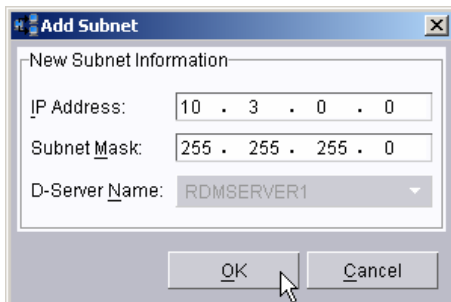 Add Subnet
New Subnet Information
IP Address: 10 . 3 . 0 . 0
Subnet Mask: 255 . 255 . 255 . 0
D-Server Name: RDMSERVER1
OK Cancel